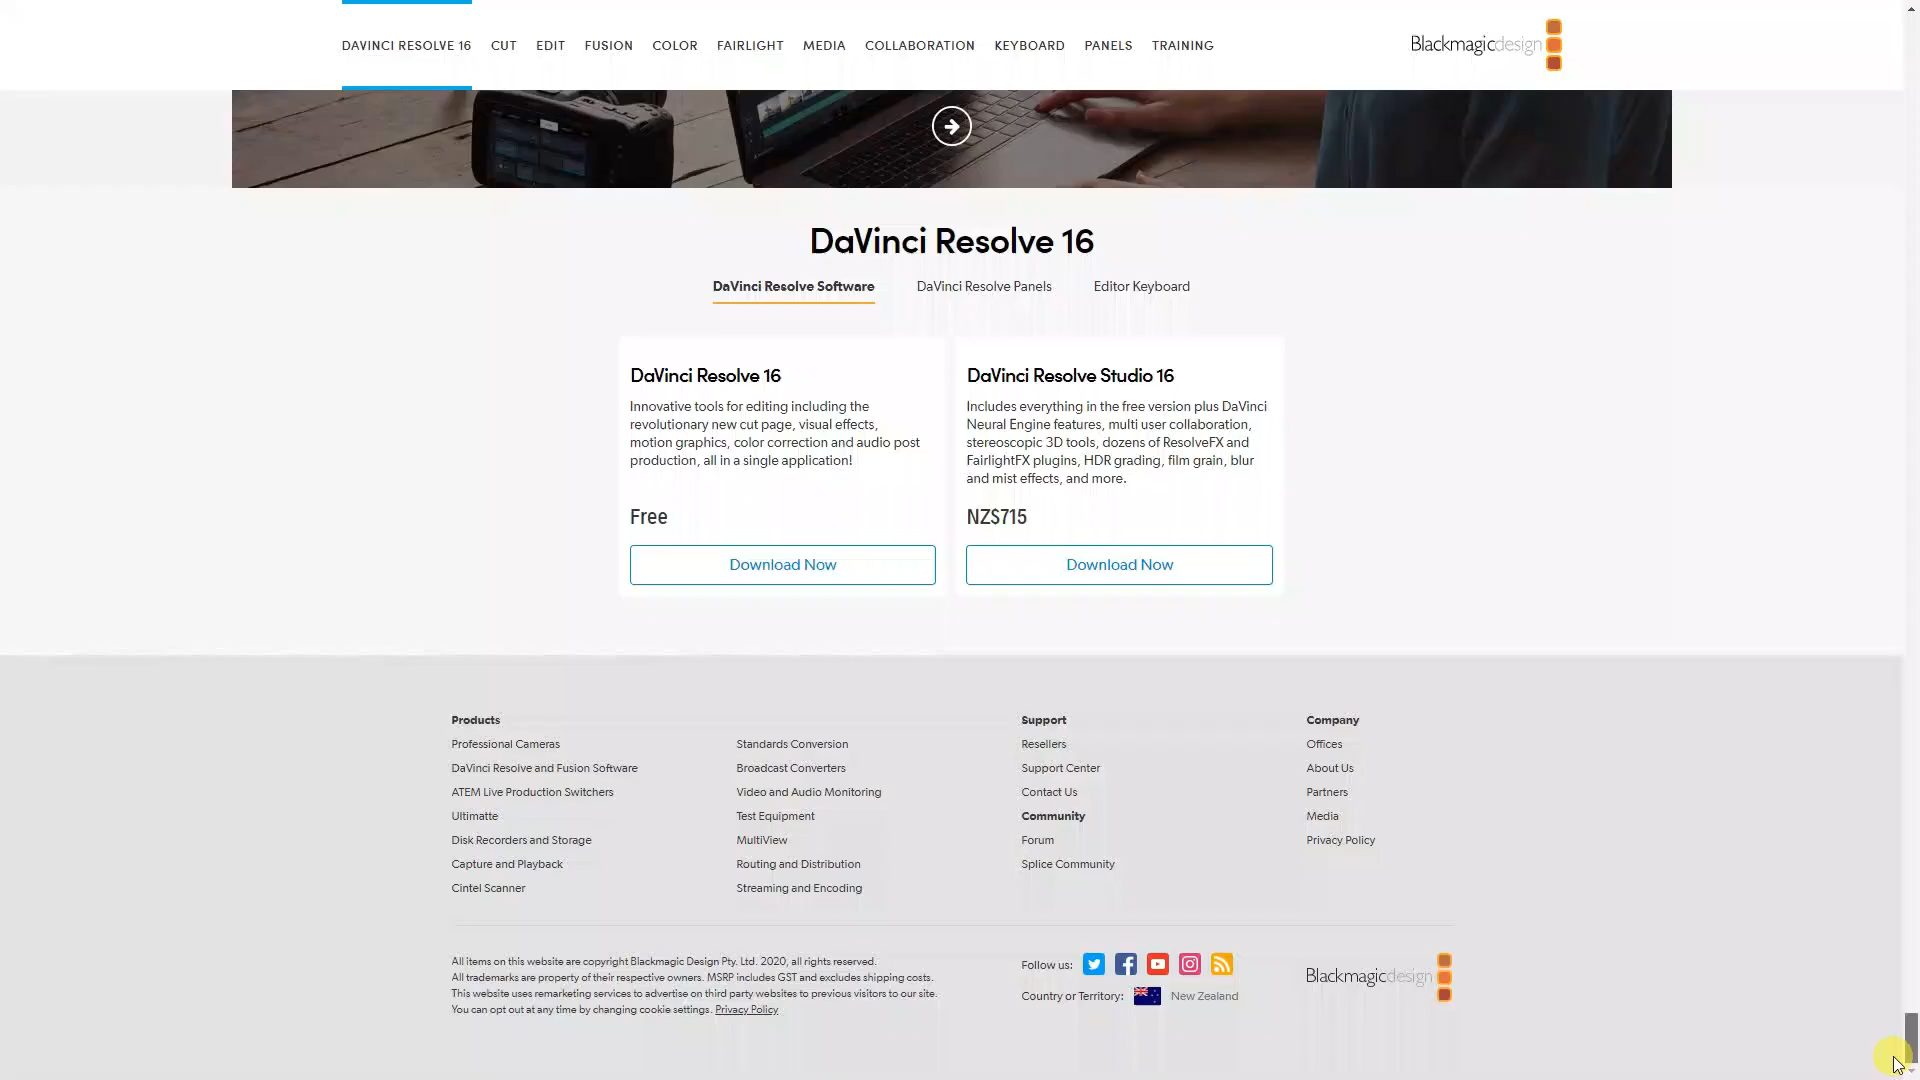 DAVINCI RESOLVE 16 CUT EDIT FUSION COLOR FAIRLIGHT MEDIA COLLABORATION KEYBOARD PANELS TRAINING
Blackmagicdesign
DaVinci Resolve 16
DaVinci Resolve Software DaVinci Resolve Panels Editor Keyboard
DaVinci Resolve 16
Innovative tools for editing including the
revolutionary new cut page, visual effects,
motion graphics, color correction and audio post
production, all in a single application!
Free
Download Now
DaVinci Resolve Studio 16
Includes everything in the free version plus DaVinci
Neural Engine features, multi user collaboration,
stereoscopic 3D tools, dozens of ResolveFX and
FairlightFX plugins, HDR grading, film grain, blur
and mist effects, and more.
NZ$715
Download Now
Products
Professional Cameras
DaVinci Resolve and Fusion Software
ATEM Live Production Switchers
Ultimatte
Disk Recorders and Storage
Capture and Playback
Cintel Scanner
Standards Conversion
Broadcast Converters
Video and Audio Monitoring
Test Equipment
MultiView
Routing and Distribution
Streaming and Encoding
Support
Resellers
Support Center
Contact Us
Community
Forum
Splice Community
Company
Offices
About Us
Partners
Media
Privacy Policy
All items on this website are copyright Blackmagic Design Pty. Ltd. 2020, all rights reserved.
All trademarks are property of their respective owners. MSRP includes GST and excludes shipping costs.
This website uses remarketing services to advertise on third party websites to previous visitors to our site.
You can opt out at any time by changing cookie settings. Privacy Policy
Follow us:
Country or Territory: New Zealand
Blackmagicdesign